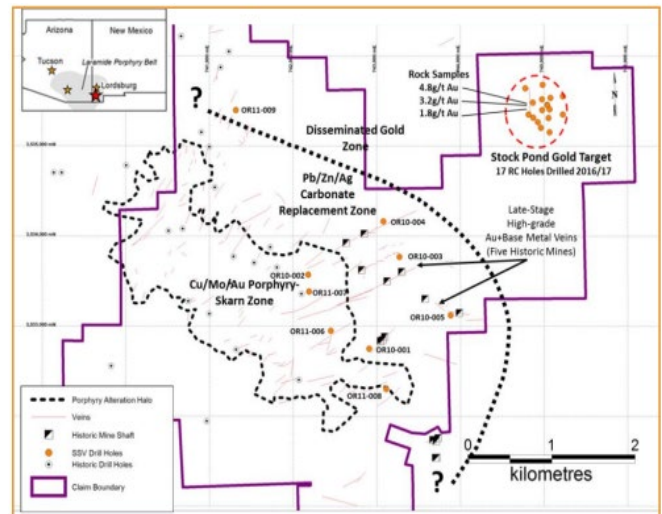 Arizona
New Mexico
Tucson
Laramide Porphyry Belt
Lordsburg
?
OR11-009
Disseminated Gold
Zone
Rock Samples
4.8g/t Au
3.2g/t Au
1.8g/t Au
N
Stock Pond Gold Target
17 RC Holes Drilled 2016/17
Pb/Zn/Ag
Carbonate
Replacement Zone
Late-Stage
High-grade
Au+Base Metal Veins
(Five Historic Mines)
OR10-004
OR10-003
OR10-002
Cu/Mo/Au Porphyry-
Skarn Zone
OR11-007
OR10-005
OR11-006
OR10-001
OR11-008
Porphyry Alteration Halo
Veins
Historic Mine Shaft
SSV Drill Holes
Historic Drill Holes
Claim Boundary
?
0 1 2
kilometres